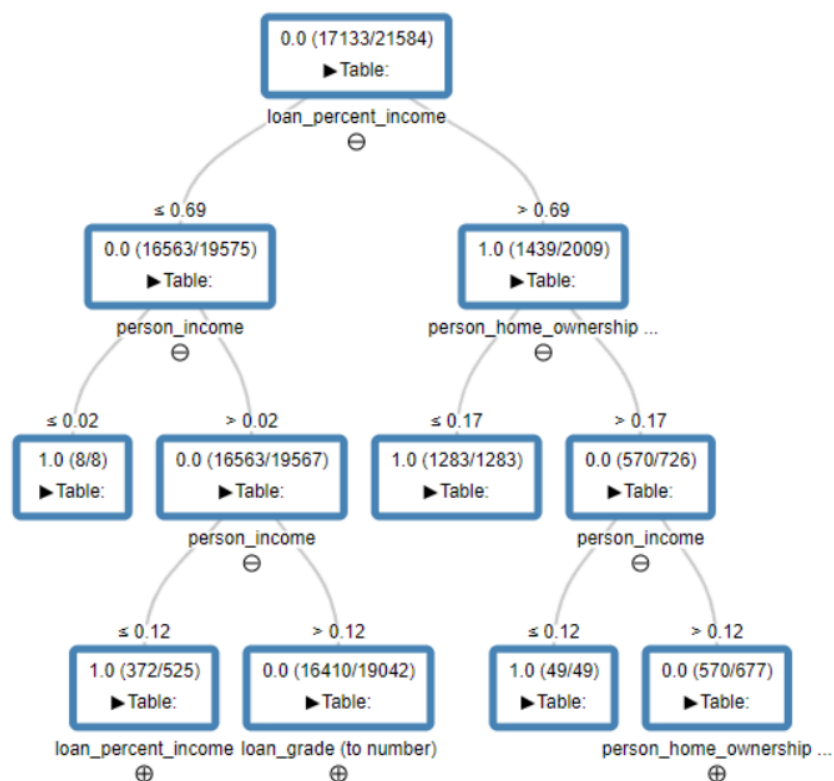 0.0 (17133/21584)
▶Table:
loan_percent_income
≤ 0.69
> 0.69
0.0 (16563/19575)
▶Table:
1.0 (1439/2009)
▶Table:
person_income
person_home_ownership ...
≤ 0.02
> 0.02
≤ 0.17
> 0.17
1.0 (8/8)
▶Table:
0.0 (16563/19567)
▶Table:
1.0 (1283/1283)
▶Table:
0.0 (570/726)
▶Table:
person_income
person_income
≤ 0.12
> 0.12
≤ 0.12
> 0.12
1.0 (372/525)
▶Table:
0.0 (16410/19042)
▶Table:
1.0 (49/49)
▶Table:
0.0 (570/677)
▶Table:
loan_percent_income
loan_grade (to number)
person_home_ownership ...